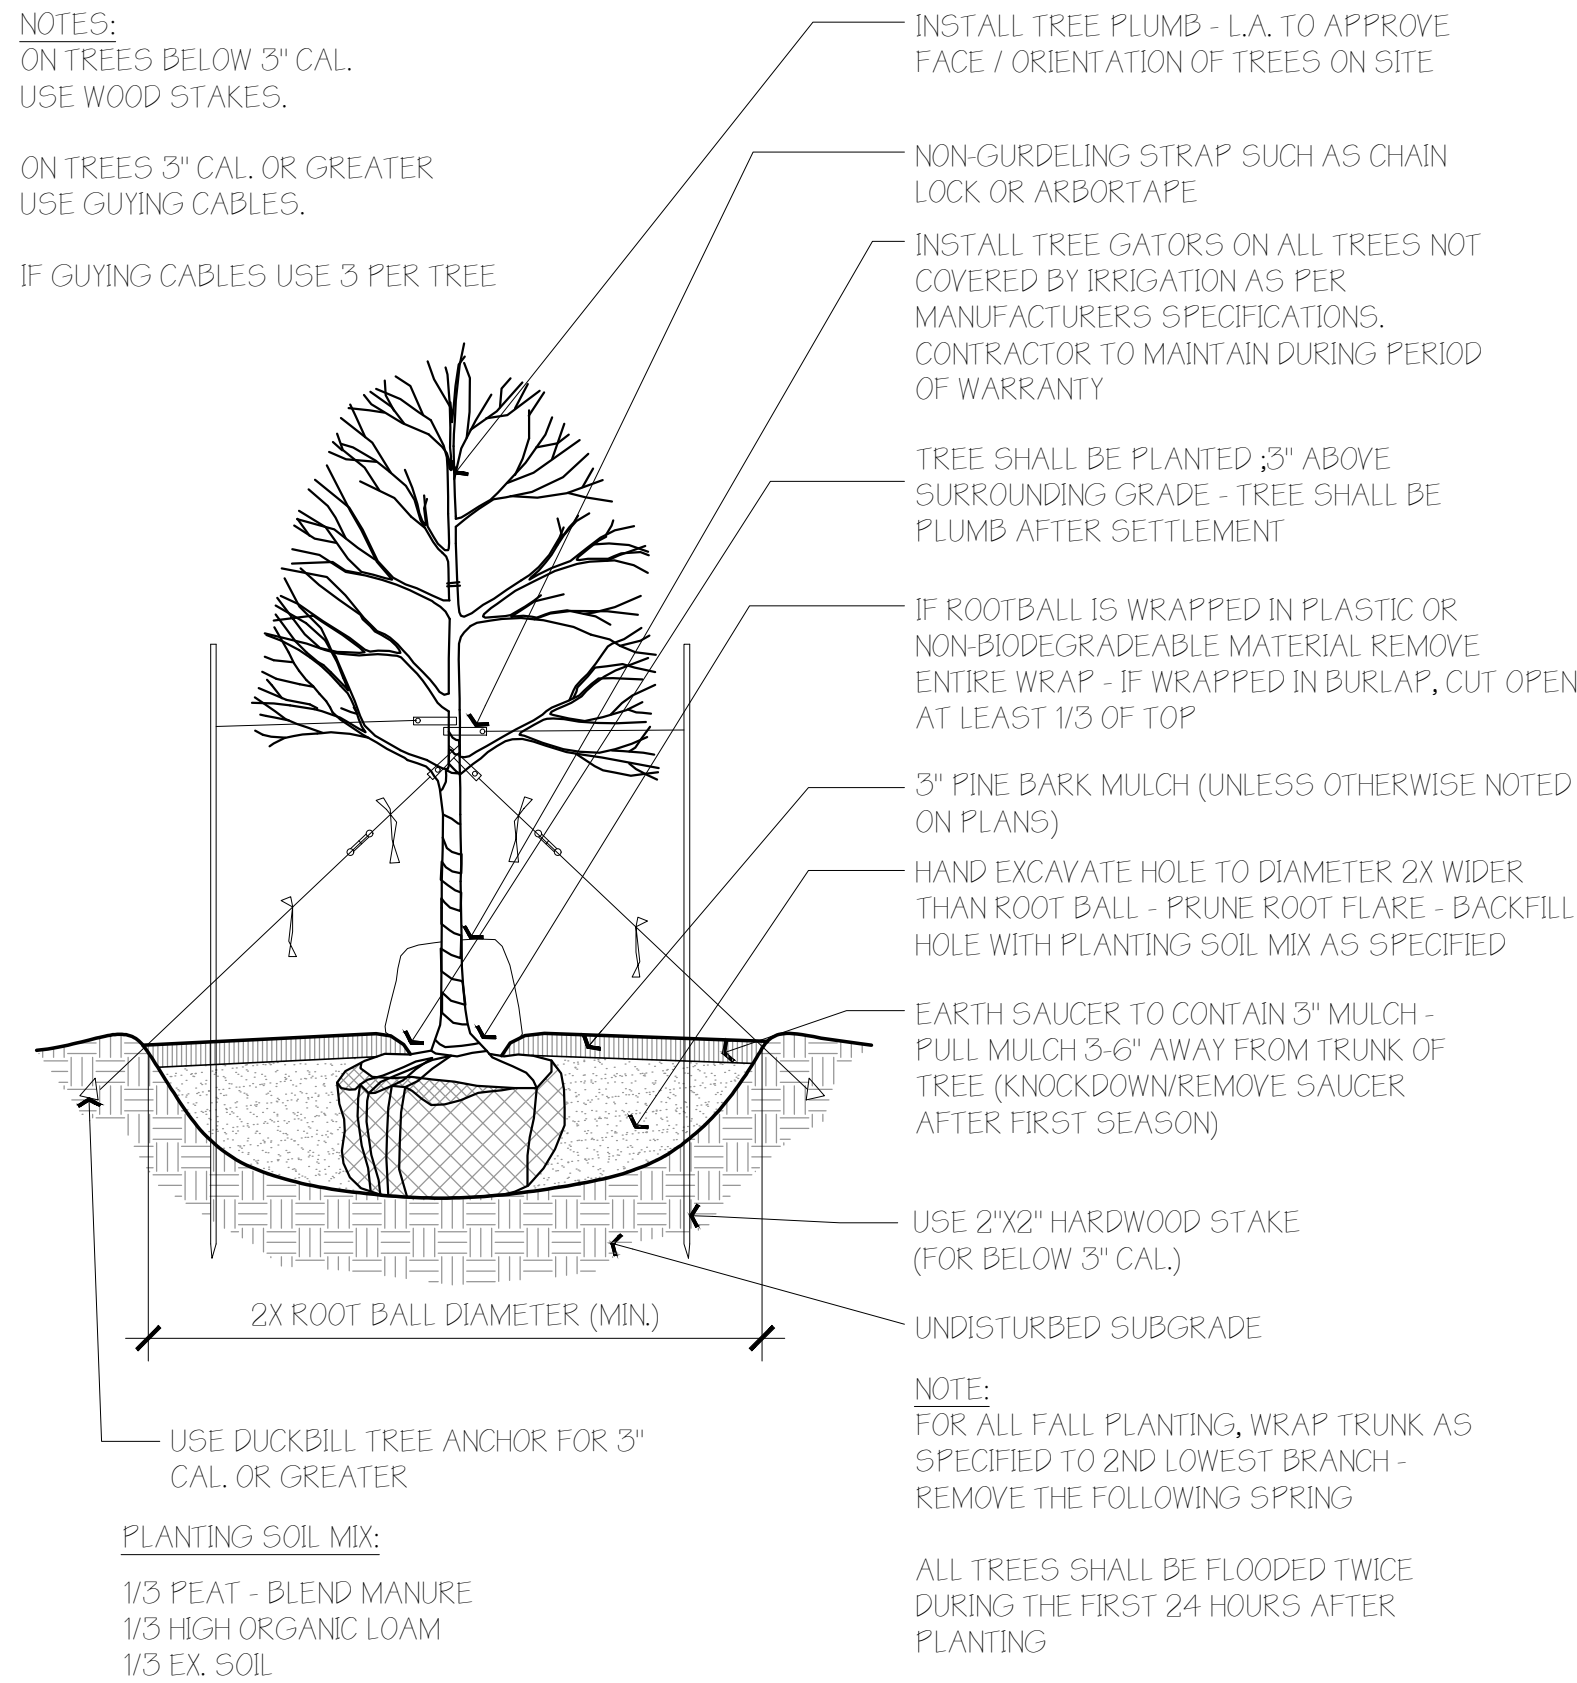 NOTES:
ON TREES BELOW 3" CAL.
USE WOOD STAKES.
ON TREES 3" CAL. OR GREATER
USE GUYING CABLES.
IF GUYING CABLES USE 3 PER TREE
INSTALL TREE PLUMB - L.A. TO APPROVE
FACE / ORIENTATION OF TREES ON SITE
NON-GURDELING STRAP SUCH AS CHAIN
LOCK OR ARBORTAPE
INSTALL TREE GATORS ON ALL TREES NOT
COVERED BY IRRIGATION AS PER
MANUFACTURERS SPECIFICATIONS.
CONTRACTOR TO MAINTAIN DURING PERIOD
OF WARRANTY
TREE SHALL BE PLANTED ;3" ABOVE
SURROUNDING GRADE - TREE SHALL BE
PLUMB AFTER SETTLEMENT
IF ROOTBALL IS WRAPPED IN PLASTIC OR
NON-BIODEGRADEABLE MATERIAL REMOVE
ENTIRE WRAP - IF WRAPPED IN BURLAP, CUT OPEN
AT LEAST 1/3 OF TOP
3" PINE BARK MULCH (UNLESS OTHERWISE NOTED
ON PLANS)
HAND EXCAVATE HOLE TO DIAMETER 2X WIDER
THAN ROOT BALL - PRUNE ROOT FLARE - BACKFILL
HOLE WITH PLANTING SOIL MIX AS SPECIFIED
EARTH SAUCER TO CONTAIN 3" MULCH -
PULL MULCH 3-6" AWAY FROM TRUNK OF
TREE (KNOCKDOWN/REMOVE SAUCER
AFTER FIRST SEASON)
USE 2"X2" HARDWOOD STAKE
(FOR BELOW 3" CAL.)
UNDISTURBED SUBGRADE
2X ROOT BALL DIAMETER (MIN.)
USE DUCKBILL TREE ANCHOR FOR 3"
CAL. OR GREATER
PLANTING SOIL MIX:
1/3 PEAT - BLEND MANURE
1/3 HIGH ORGANIC LOAM
1/3 EX. SOIL
NOTE:
FOR ALL FALL PLANTING, WRAP TRUNK AS
SPECIFIED TO 2ND LOWEST BRANCH -
REMOVE THE FOLLOWING SPRING
ALL TREES SHALL BE FLOODED TWICE
DURING THE FIRST 24 HOURS AFTER
PLANTING